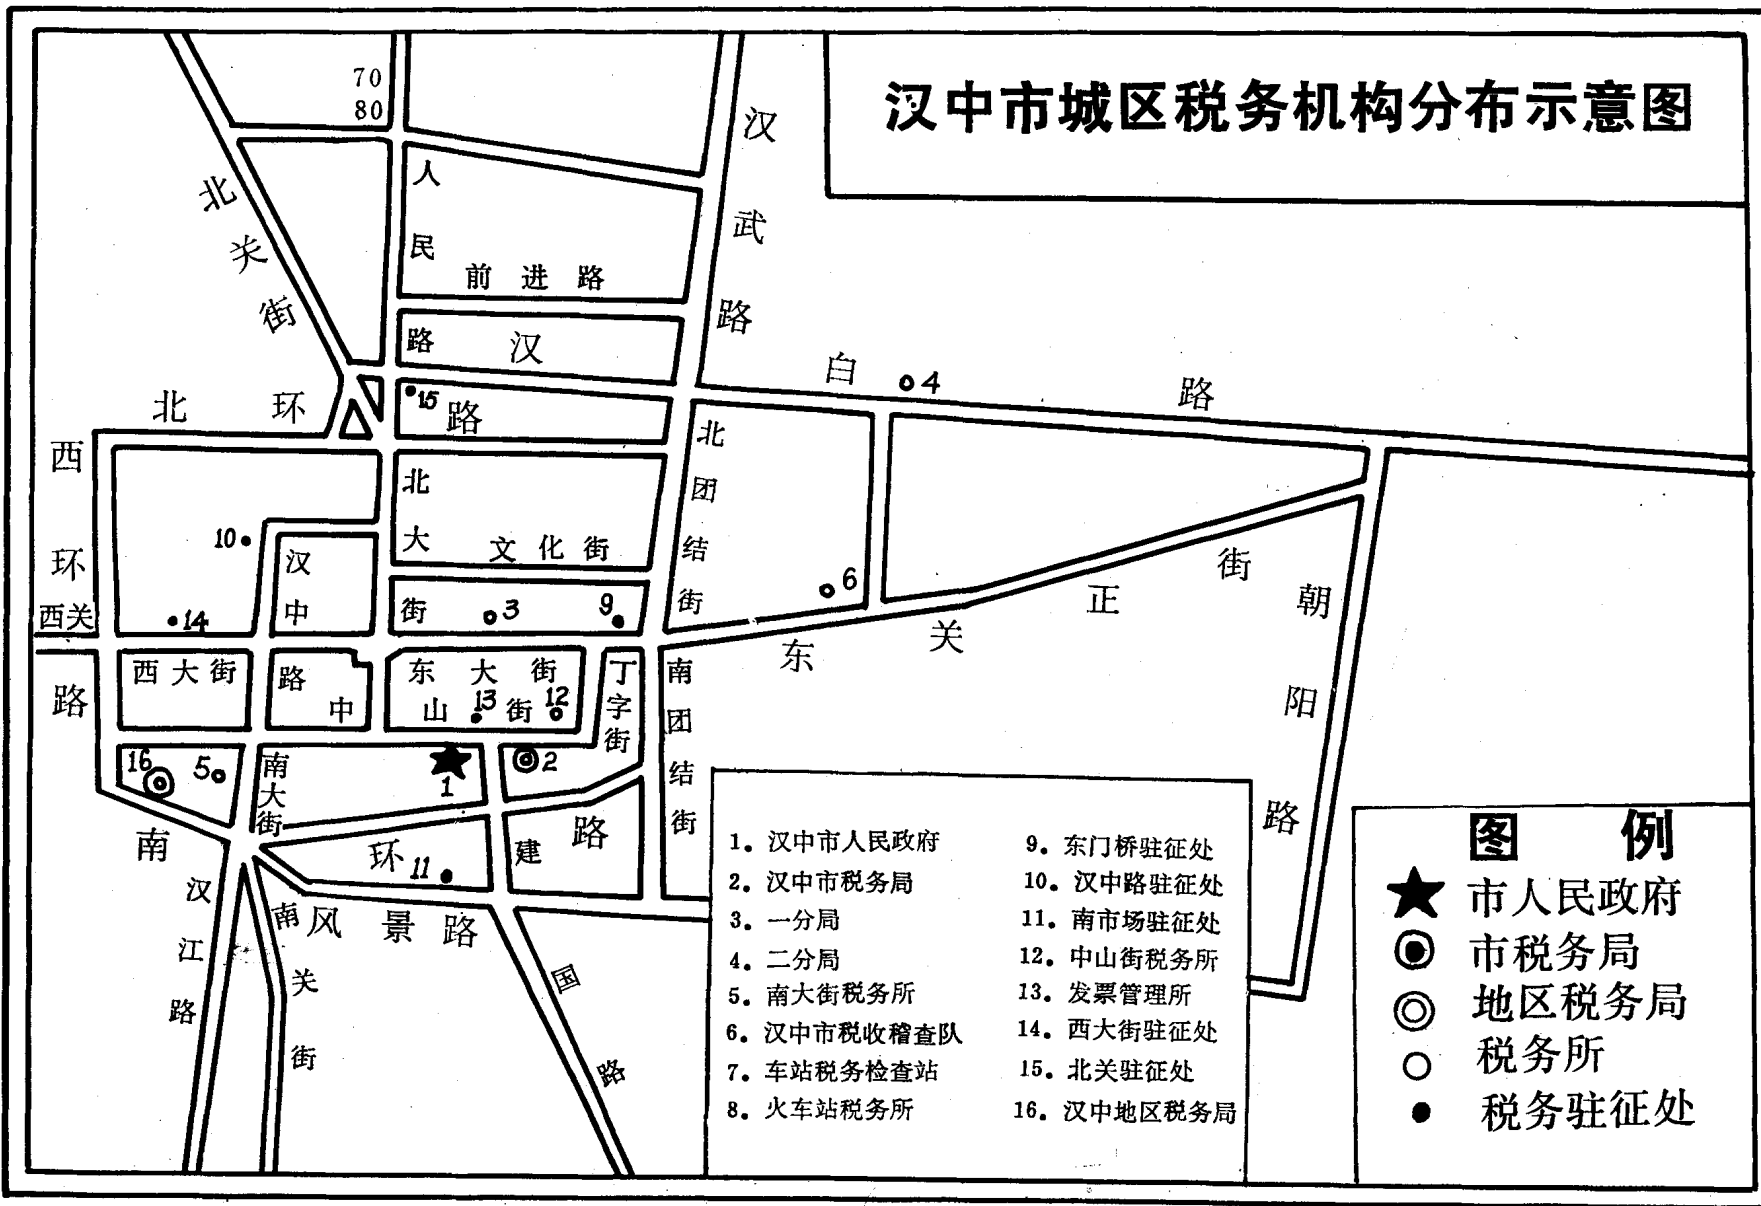 汉中市城区税务机构分布示意图
70
80
北关街
人民路
汉武路
前进路
汉白路
4
15
路
北环
西环路
北大街
北团结街
文化街
10
汉中路
14
西关
3
9
6
东关正街
朝阳路
西大街
东大街
中山街
13
12
丁字街
南团结街
16
5
南大街
1
2
南环路
11
建国路
风景路
汉江路
南关街
1。汉中市人民政府
2。汉中市税务局
3。一分局
4。二分局
5。南大街税务所
6。汉中市税收稽查队
7。车站税务检查站
8。火车站税务所
9。东门桥驻征处
10。汉中路驻征处
11。南市场驻征处
12。中山街税务所
13。发票管理所
14。西大街驻征处
15。北关驻征处
16。汉中地区税务局
图例
市人民政府
市税务局
地区税务局
税务所
税务驻征处